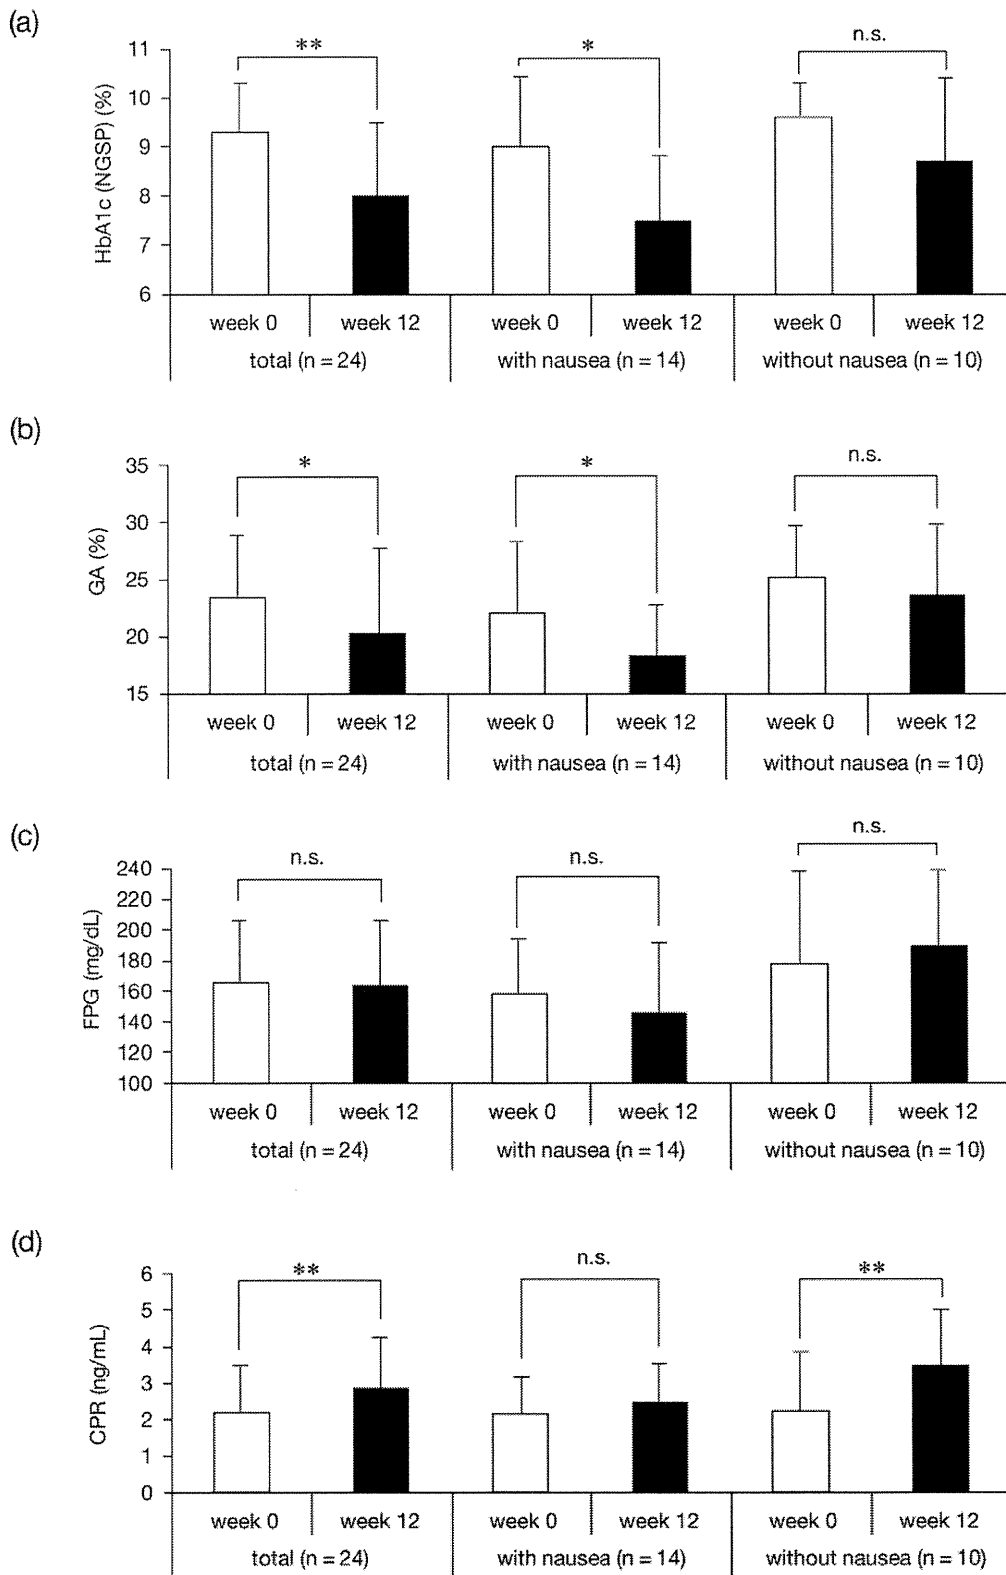 (a)
HbA1c (NGSP) (%)
11
10
9
8
7
6
** * n.s.
week 0 week 12 week 0 week 12 week 0 week 12
total (n = 24) with nausea (n = 14) without nausea (n = 10)
(b)
GA (%)
35
30
25
20
15
* * n.s.
week 0 week 12 week 0 week 12 week 0 week 12
total (n = 24) with nausea (n = 14) without nausea (n = 10)
(c)
FPG (mg/dL)
240
220
200
180
160
140
120
100
n.s. n.s. n.s.
week 0 week 12 week 0 week 12 week 0 week 12
total (n = 24) with nausea (n = 14) without nausea (n = 10)
(d)
CPR (ng/mL)
6
5
4
3
2
1
0
** n.s. **
week 0 week 12 week 0 week 12 week 0 week 12
total (n = 24) with nausea (n = 14) without nausea (n = 10)